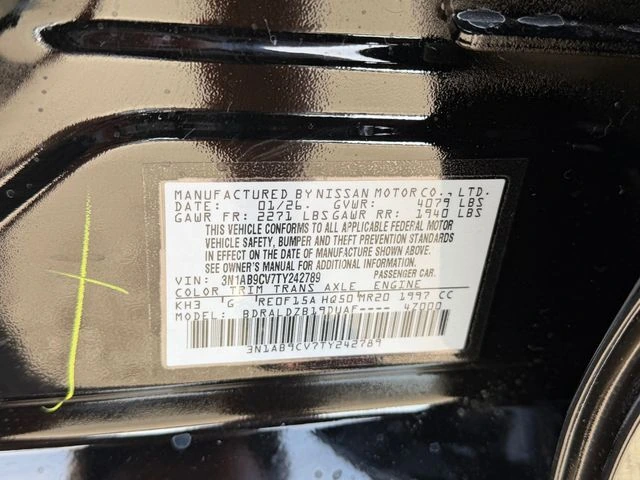 MANUFACTURED BY NISSAN MOTOR CO., LTD.
DATE: 01/26. GVWR: 4079 LBS
GAWR FR: 2271 LBS GAWR RR: 1940 LBS
THIS VEHICLE CONFORMS TO ALL APPLICABLE FEDERAL MOTOR
VEHICLE SAFETY, BUMPER AND THEFT PREVENTION STANDARDS
IN EFFECT ON THE DATE OF MANUFACTURE SHOWN ABOVE.
SEE OWNER'S MANUAL FOR ADDITIONAL INFORMATION.
VIN: 3N1AB9CV7TY242789 PASSENGER CAR.
COLOR TRIM TRANS AXLE ENGINE
KH3 'G 'RE0F15A HQ50 MR20 1997 CC
MODEL: BDRALDZB19DUAF---- 47000
3N1AB9CV7TY242789